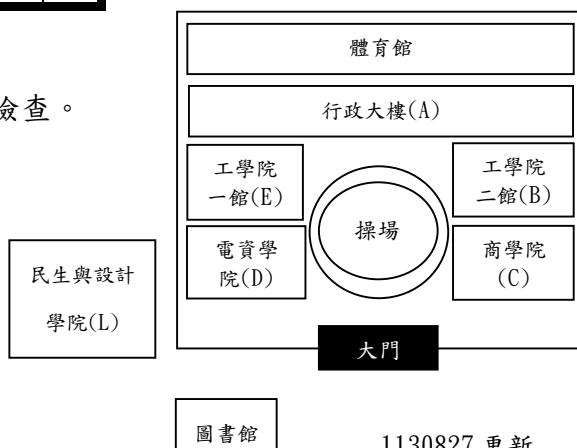 體育館
檢查。
行政大樓(A)
工學院
一館(E)
工學院
二館(B)
操場
電資學
院(D)
商學院
(C)
民生與設計
學院(L)
大門
圖書館
1130827 更新